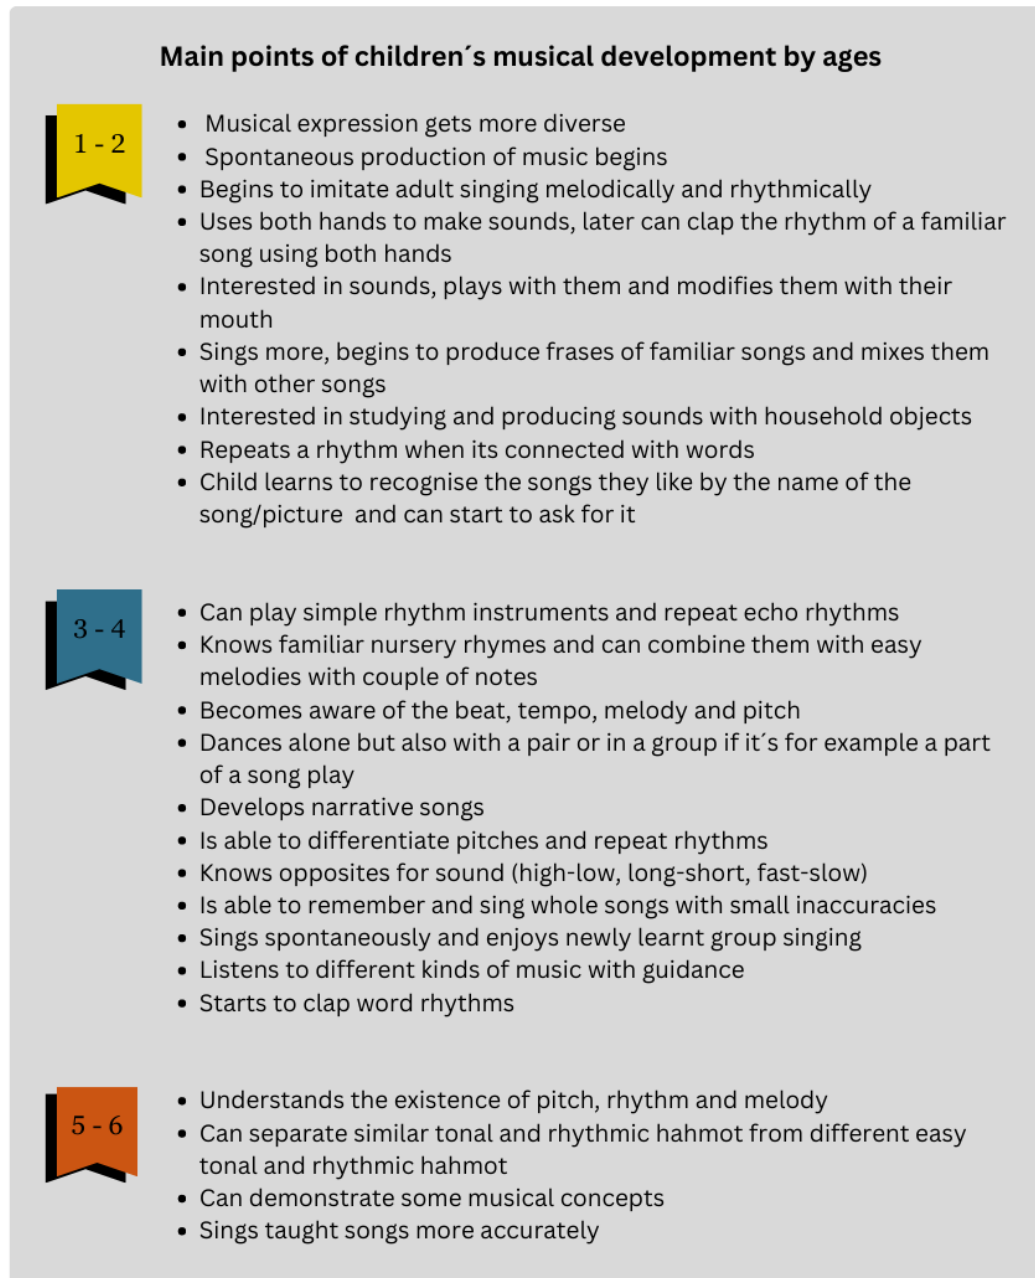 Main points of children´s musical development by ages
1 - 2
• Musical expression gets more diverse
• Spontaneous production of music begins
• Begins to imitate adult singing melodically and rhythmically
• Uses both hands to make sounds, later can clap the rhythm of a familiar
song using both hands
• Interested in sounds, plays with them and modifies them with their
mouth
• Sings more, begins to produce frases of familiar songs and mixes them
with other songs
• Interested in studying and producing sounds with household objects
• Repeats a rhythm when its connected with words
• Child learns to recognise the songs they like by the name of the
song/picture and can start to ask for it
3 - 4
• Can play simple rhythm instruments and repeat echo rhythms
• Knows familiar nursery rhymes and can combine them with easy
melodies with couple of notes
• Becomes aware of the beat, tempo, melody and pitch
• Dances alone but also with a pair or in a group if it´s for example a part
of a song play
• Develops narrative songs
• Is able to differentiate pitches and repeat rhythms
• Knows opposites for sound (high-low, long-short, fast-slow)
• Is able to remember and sing whole songs with small inaccuracies
• Sings spontaneously and enjoys newly learnt group singing
• Listens to different kinds of music with guidance
• Starts to clap word rhythms
5 - 6
• Understands the existence of pitch, rhythm and melody
• Can separate similar tonal and rhythmic hahmot from different easy
tonal and rhythmic hahmot
• Can demonstrate some musical concepts
• Sings taught songs more accurately